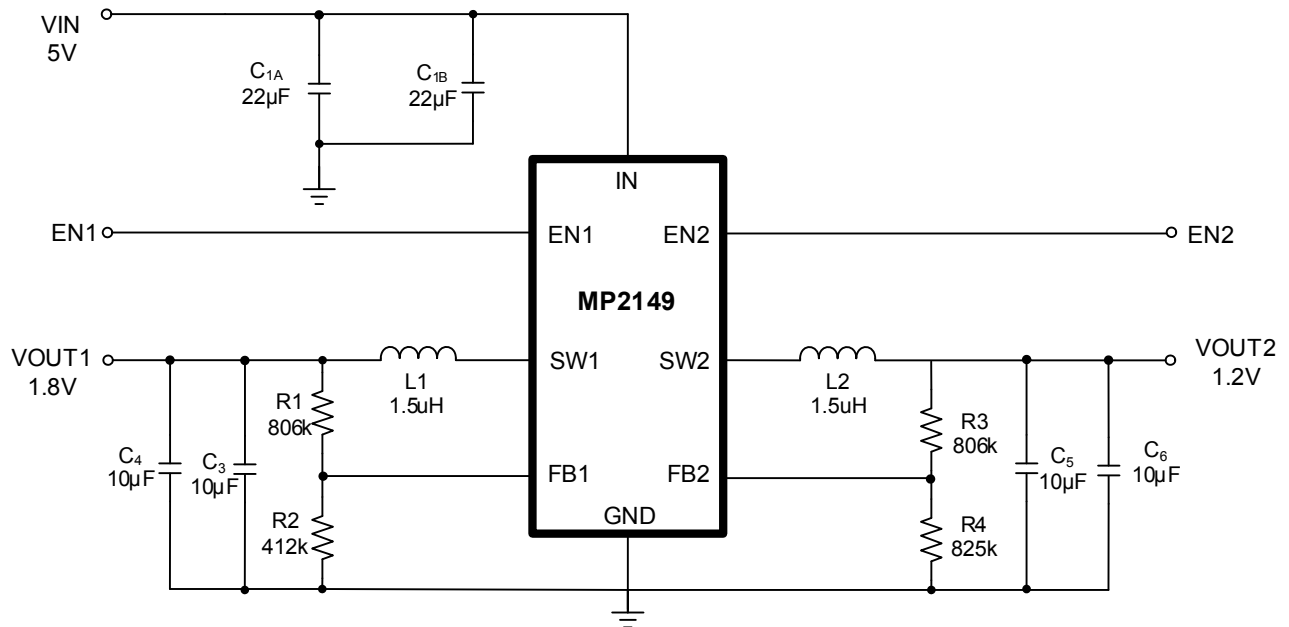 VIN
5V
C1A
22µF
C1B
22µF
IN
EN1
EN1
EN2
EN2
MP2149
VOUT1
1.8V
SW1
SW2
VOUT2
1.2V
L1
1.5uH
L2
1.5uH
R1
806k
R3
806k
C4
10µF
C3
10µF
FB1
FB2
C5
10µF
C6
10µF
R2
412k
GND
R4
825k